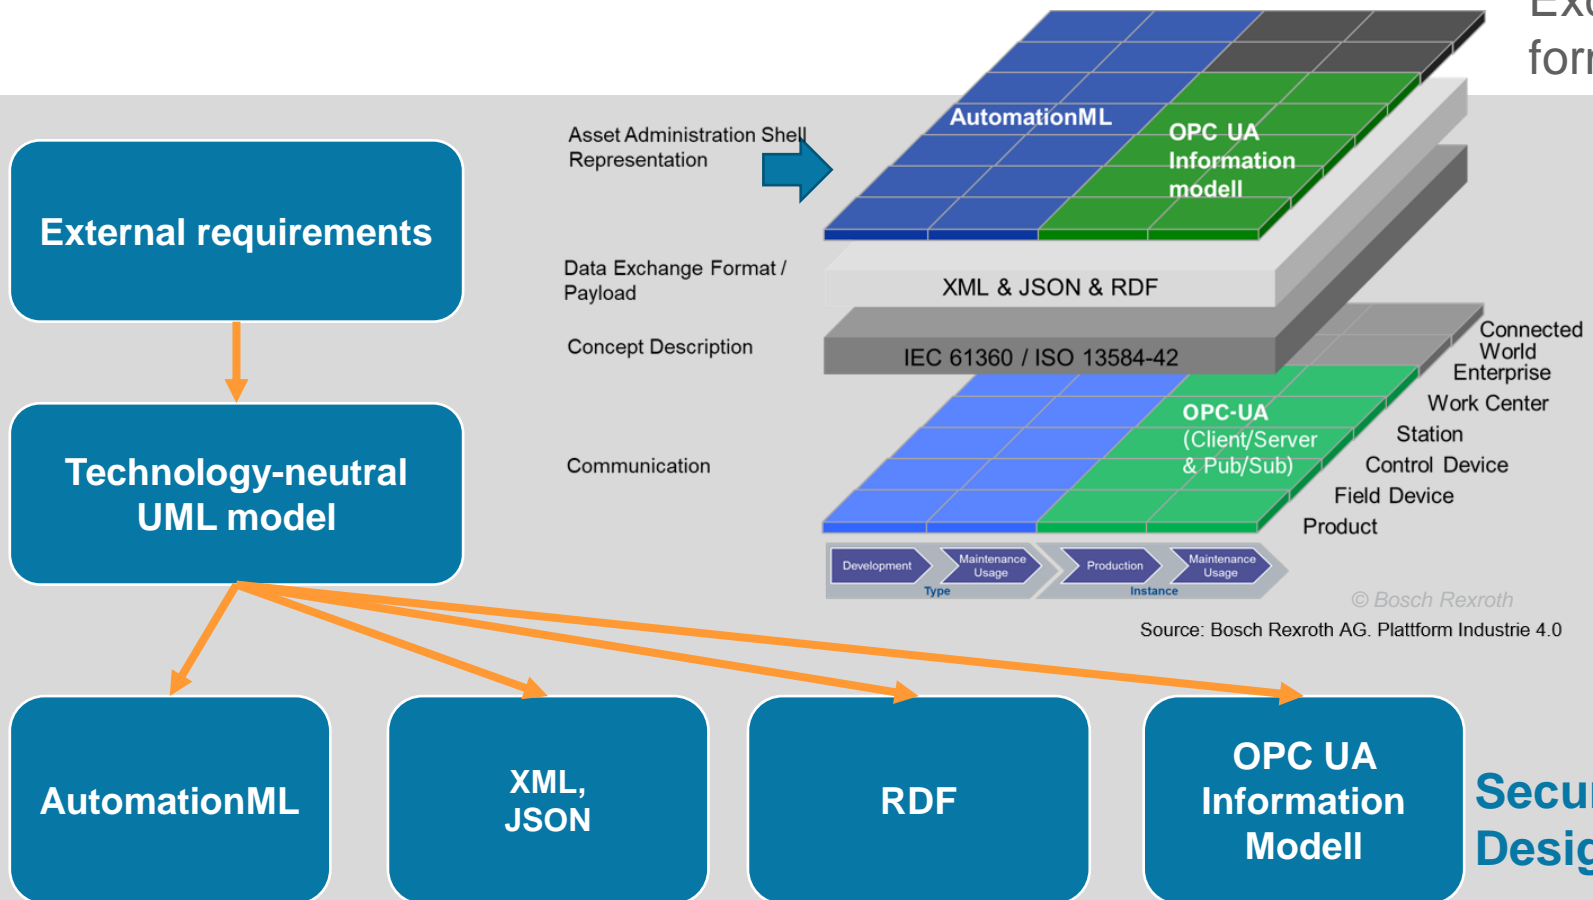 External requirements
Technology-neutral
UML model
AutomationML
XML,
JSON
RDF
OPC UA
Information
Modell
Asset Administration Shell
Representation
Data Exchange Format /
Payload
Concept Description
Communication
AutomationML
OPC UA
Information
modell
XML & JSON & RDF
IEC 61360 / ISO 13584-42
OPC-UA
(Client/Server
& Pub/Sub)
Connected
World
Enterprise
Work Center
Station
Control Device
Field Device
Product
Development
Maintenance
Usage
Production
Maintenance
Usage
Type
Instance
© Bosch Rexroth
Source: Bosch Rexroth AG. Plattform Industrie 4.0